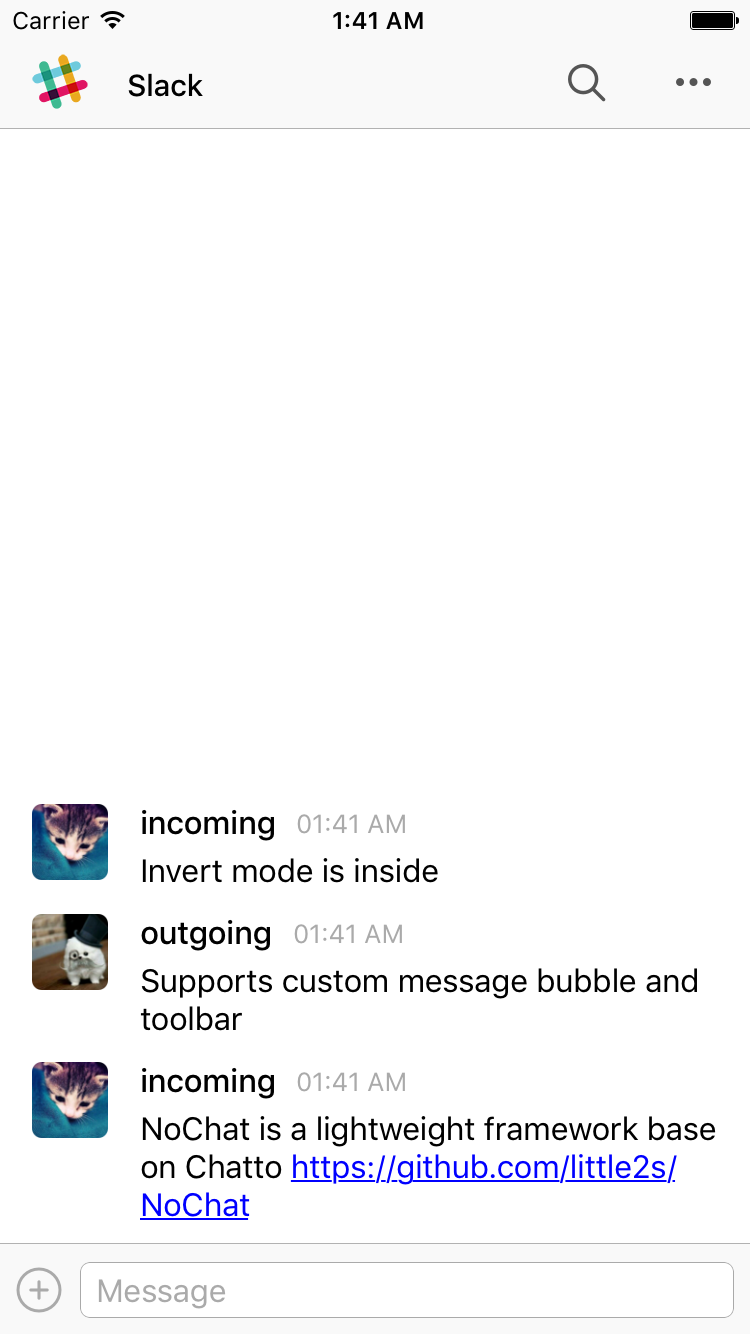 Carrier 1:41 AM
Slack
incoming 01:41 AM
Invert mode is inside
outgoing 01:41 AM
Supports custom message bubble and
toolbar
incoming 01:41 AM
NoChat is a lightweight framework base
on Chatto https://github.com/little2s/
NoChat
Message